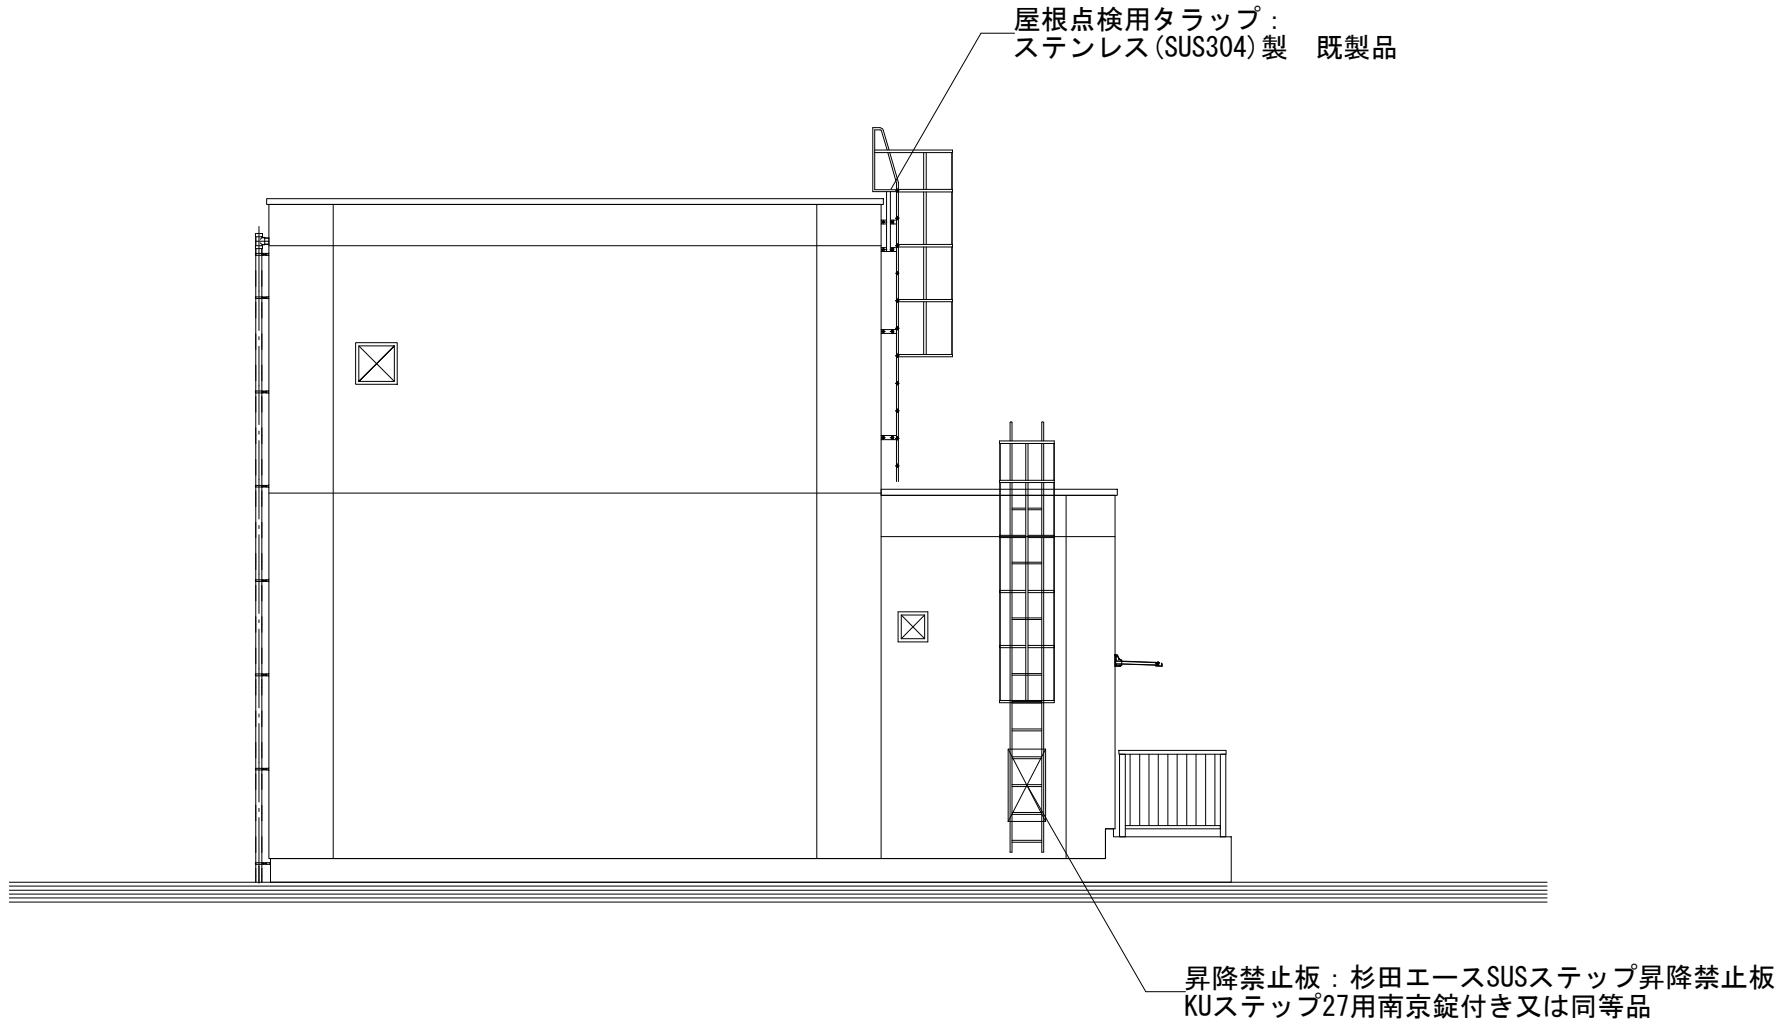 屋根点検用タラップ：
ステンレス(SUS304)製　既製品
昇降禁止板：杉田エースSUSステップ昇降禁止板
KUステップ27用南京錠付き又は同等品